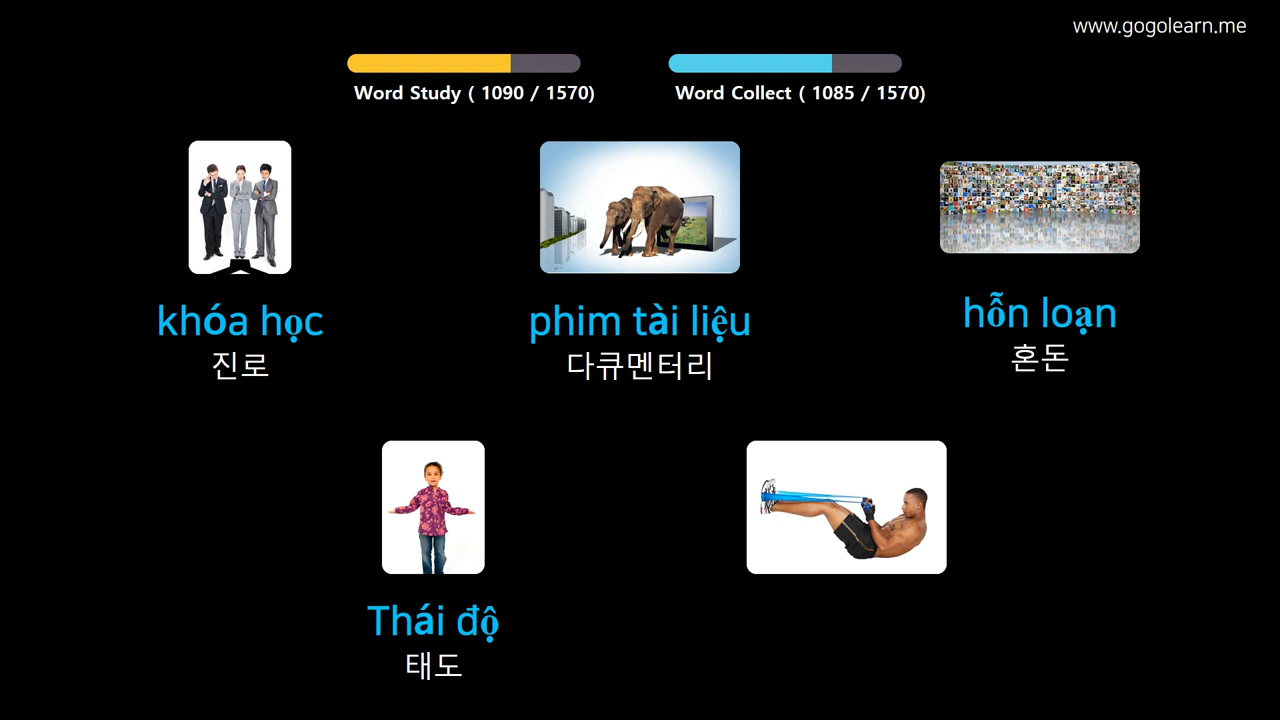 www.gogolearn.me
Word Study ( 1090 / 1570)
Word Collect ( 1085 / 1570)
khóa học
진로
phim tài liệu
다큐멘터리
hỗn loạn
혼돈
Thái độ
태도